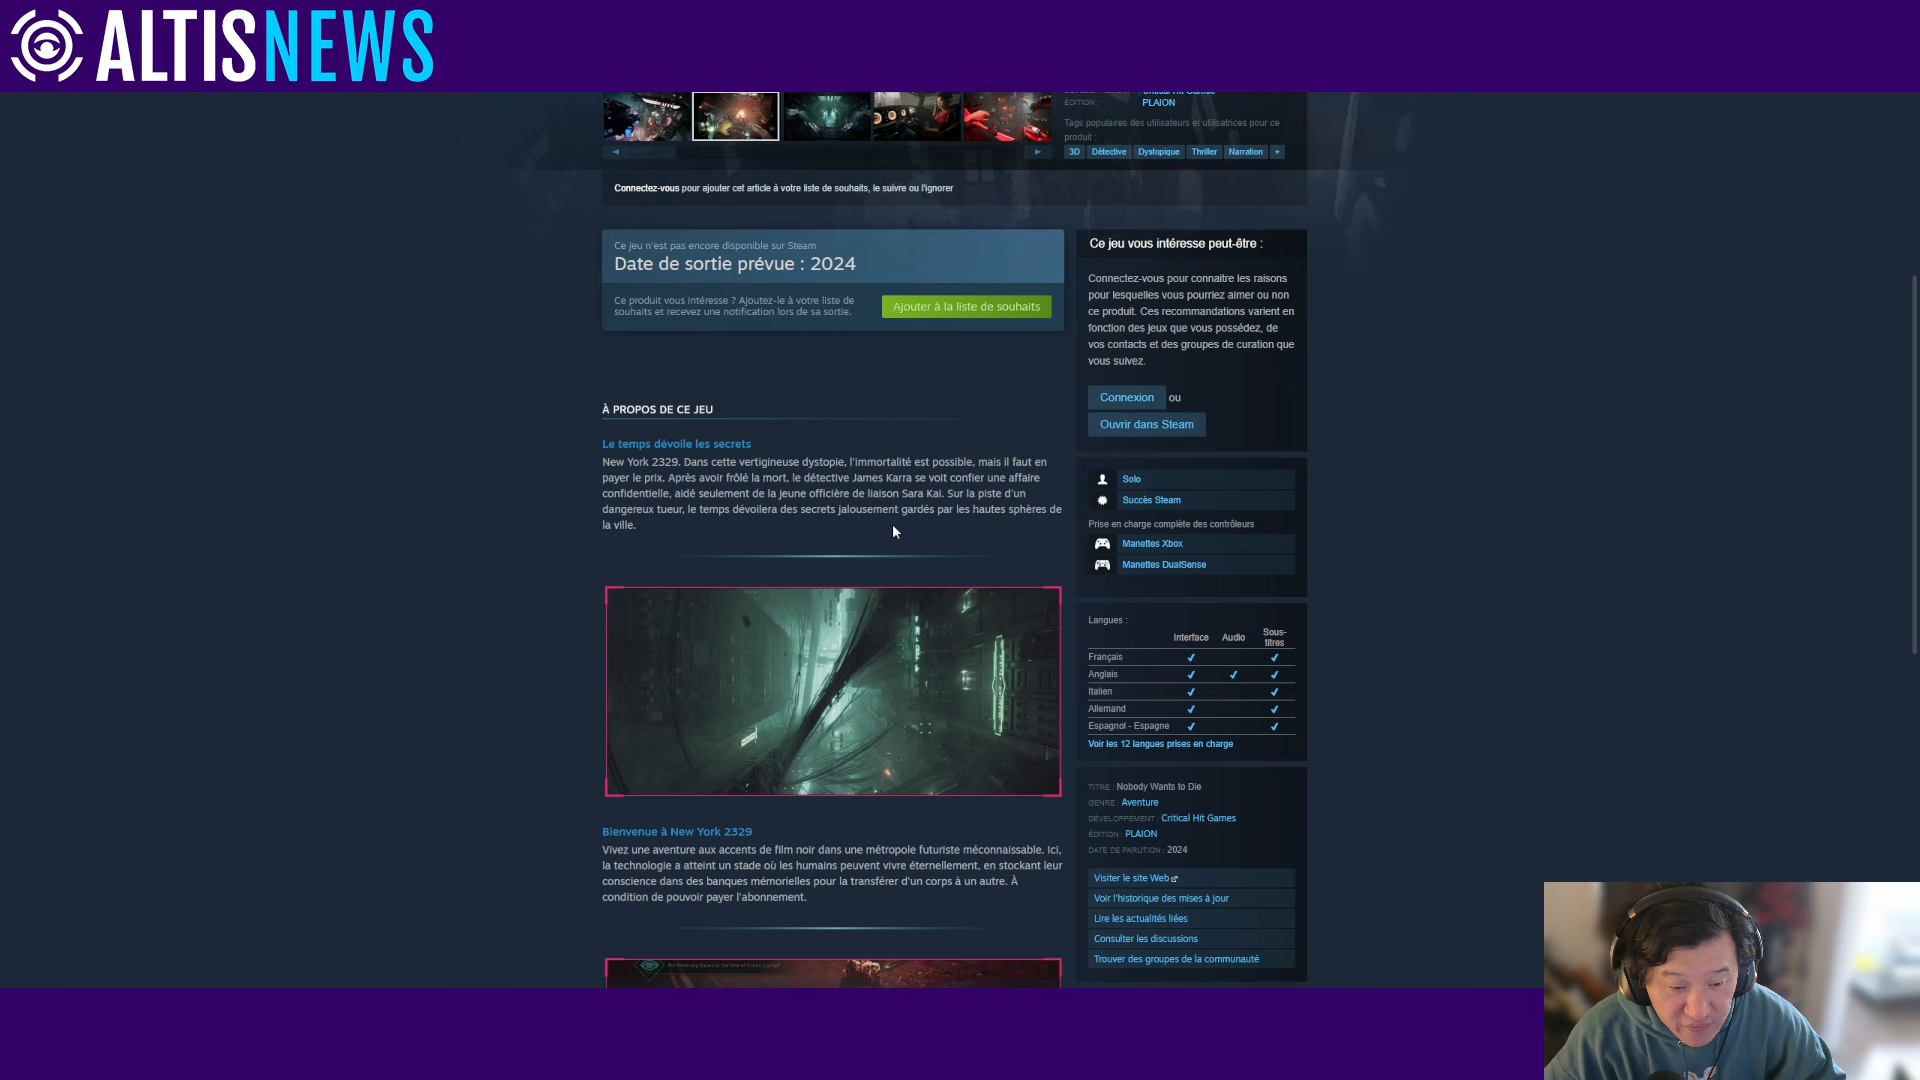 ALTISNEWS
ÉDITION : PLAION
Tags populaires des utilisateurs et utilisatrices pour ce
produit :
3D Détective Dystopique Thriller Narration +
Connectez-vous pour ajouter cet article à votre liste de souhaits, le suivre ou l'ignorer
Ce jeu n'est pas encore disponible sur Steam
Date de sortie prévue : 2024
Ce produit vous intéresse ? Ajoutez-le à votre liste de
souhaits et recevez une notification lors de sa sortie.
Ajouter à la liste de souhaits
À PROPOS DE CE JEU
Le temps dévoile les secrets
New York 2329. Dans cette vertigineuse dystopie, l'immortalité est possible, mais il faut en
payer le prix. Après avoir frôlé la mort, le détective James Karra se voit confier une affaire
confidentielle, aidé seulement de la jeune officière de liaison Sara Kai. Sur la piste d'un
dangereux tueur, le temps dévoilera des secrets jalousement gardés par les hautes sphères de
la ville.
Bienvenue à New York 2329
Vivez une aventure aux accents de film noir dans une métropole futuriste méconnaissable. Ici,
la technologie a atteint un stade où les humains peuvent vivre éternellement, en stockant leur
conscience dans des banques mémorielles pour la transférer d'un corps à un autre. À
condition de pouvoir payer l'abonnement.
Ce jeu vous intéresse peut-être :
Connectez-vous pour connaitre les raisons
pour lesquelles vous pourriez aimer ou non
ce produit. Ces recommandations varient en
fonction des jeux que vous possédez, de
vos contacts et des groupes de curation que
vous suivez.
Connexion ou
Ouvrir dans Steam
Solo
Succès Steam
Prise en charge complète des contrôleurs
Manettes Xbox
Manettes DualSense
Langues :
Interface Audio Sous-
titres
Français ✔ ✔
Anglais ✔ ✔ ✔
Italien ✔ ✔
Allemand ✔ ✔
Espagnol - Espagne ✔ ✔
Voir les 12 langues prises en charge
TITRE : Nobody Wants to Die
GENRE : Aventure
DÉVELOPPEMENT : Critical Hit Games
ÉDITION : PLAION
DATE DE PARUTION : 2024
Visiter le site Web
Voir l'historique des mises à jour
Lire les actualités liées
Consulter les discussions
Trouver des groupes de la communauté